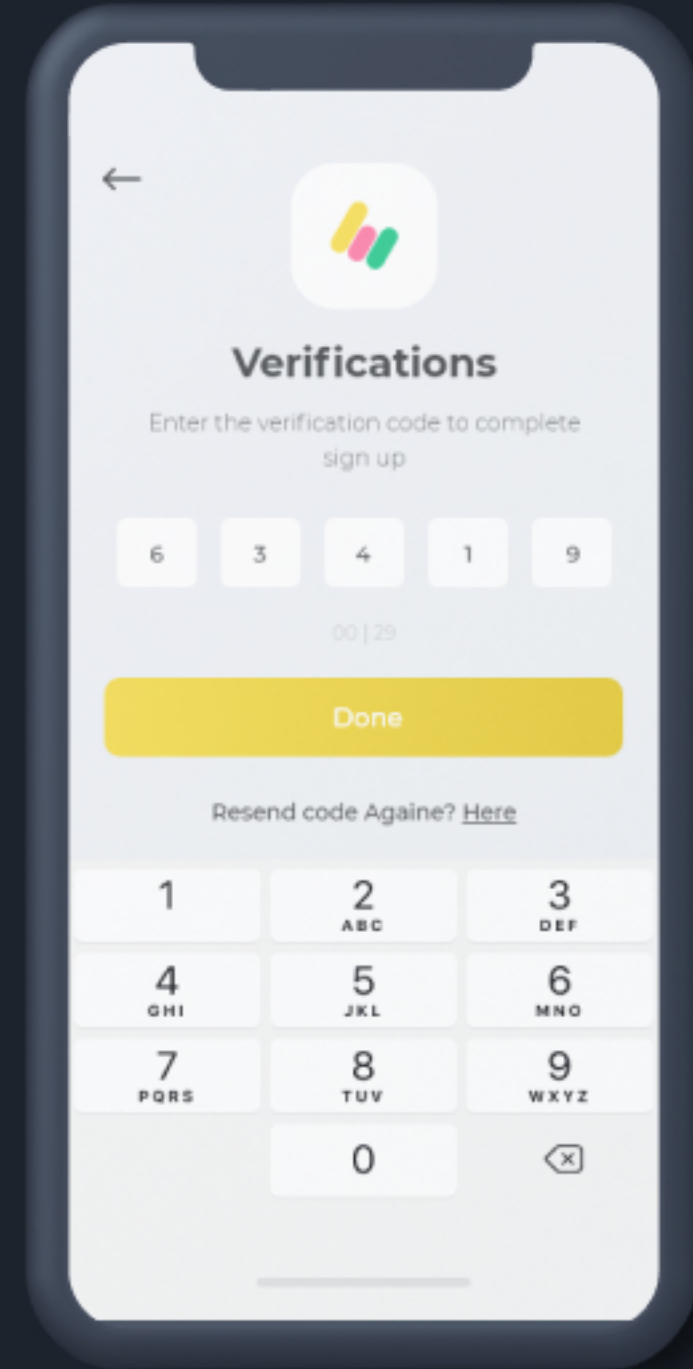 Verifications
Enter the verification code to complete
sign up
6 3 4 1 9
00 | 29
Done
Resend code Againe? Here
1 2 3
ABC DEF
4 5 6
GHI JKL MNO
7 8 9
PQRS TUV WXYZ
0